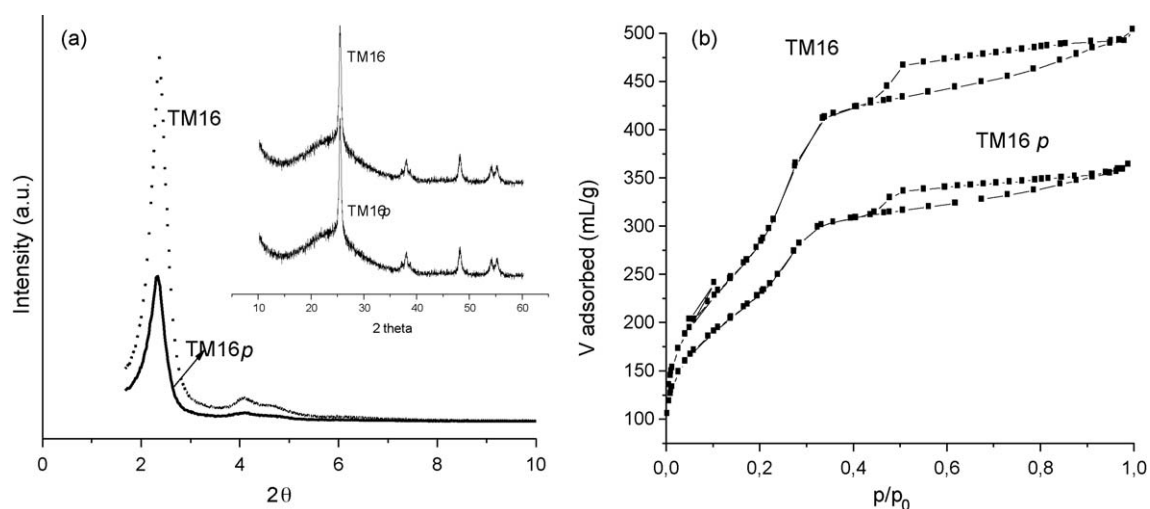 (a)
TM16
TM16p
Intensity (a.u.)
0 2 4 6 8 10
2θ
TM16
TM16p
10 20 30 40 50 60
2 theta
(b)
TM16
TM16 p
V adsorbed (mL/g)
500
450
400
350
300
250
200
150
100
0,0 0,2 0,4 0,6 0,8 1,0
p/p0